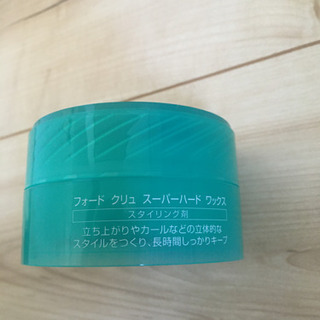 フォード クリュ スーパーハード ワックス
スタイリング剤
立ち上がりやカールなどの立体的な
スタイルをつくり、長時間しっかりキープ